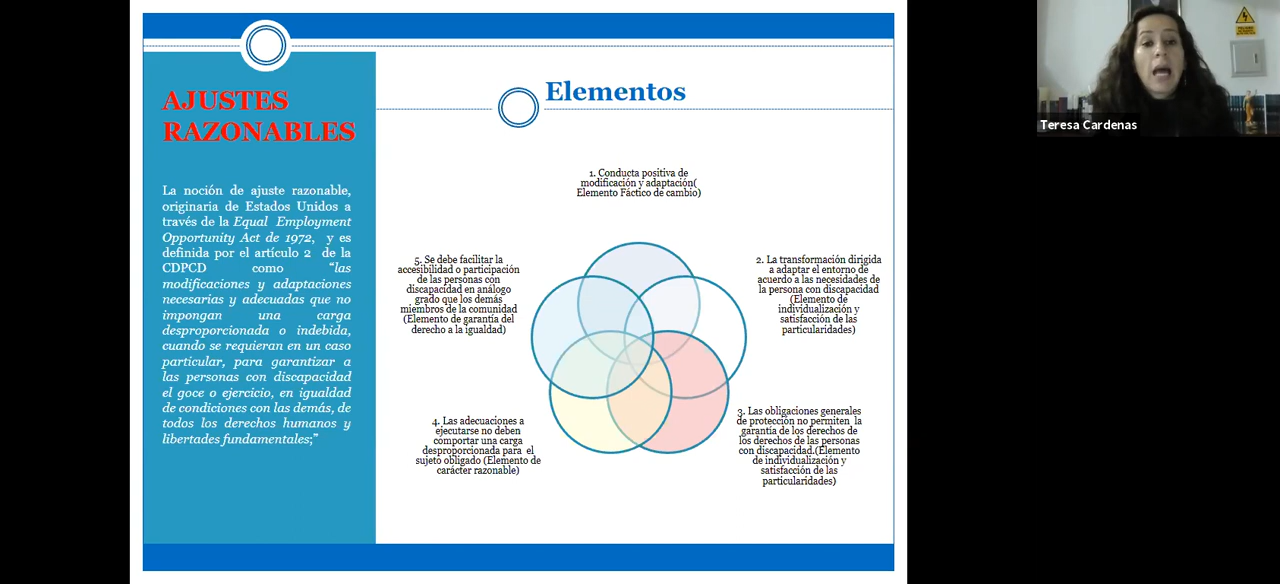 AJUSTES
RAZONABLES
La noción de ajuste razonable,
originaria de Estados Unidos a
través de la Equal Employment
Opportunity Act de 1972, y es
definida por el artículo 2 de la
CDPCD como “las
modificaciones y adaptaciones
necesarias y adecuadas que no
impongan una carga
desproporcionada o indebida,
cuando se requieran en un caso
particular, para garantizar a
las personas con discapacidad
el goce o ejercicio, en igualdad
de condiciones con las demás, de
todos los derechos humanos y
libertades fundamentales;”
Elementos
1. Conducta positiva de
modificación y adaptación(
Elemento Fáctico de cambio)
2. La transformación dirigida
a adaptar el entorno de
acuerdo a las necesidades de
la persona con discapacidad
(Elemento de
individualización y
satisfacción de las
particularidades)
3. Las obligaciones generales
de protección no permiten la
garantía de los derechos de
los derechos de las personas
con discapacidad.(Elemento
de individualización y
satisfacción de las
particularidades)
4. Las adecuaciones a
ejecutarse no deben
comportar una carga
desproporcionada para el
sujeto obligado (Elemento de
carácter razonable)
5. Se debe facilitar la
accesibilidad o participación
de las personas con
discapacidad en análogo
grado que los demás
miembros de la comunidad
(Elemento de garantía del
derecho a la igualdad)
Teresa Cardenas